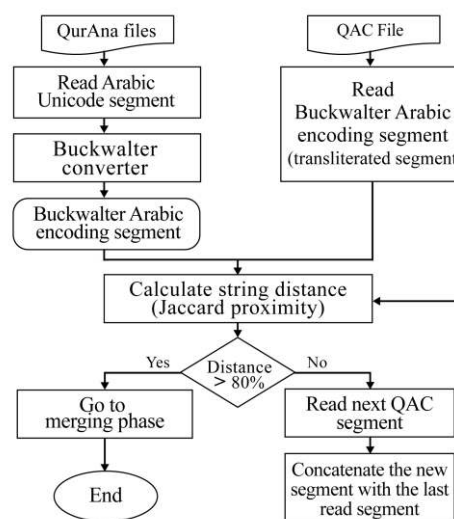 QurAna files
Read Arabic
Unicode segment
Buckwalter
converter
Buckwalter Arabic
encoding segment
QAC File
Read
Buckwalter Arabic
encoding segment
(transliterated segment
Calculate string distance
(Jaccard proximity)
Distance
> 80%
Yes
No
Go to
merging phase
End
Read next QAC
segment
Concatenate the new
segment with the last
read segment